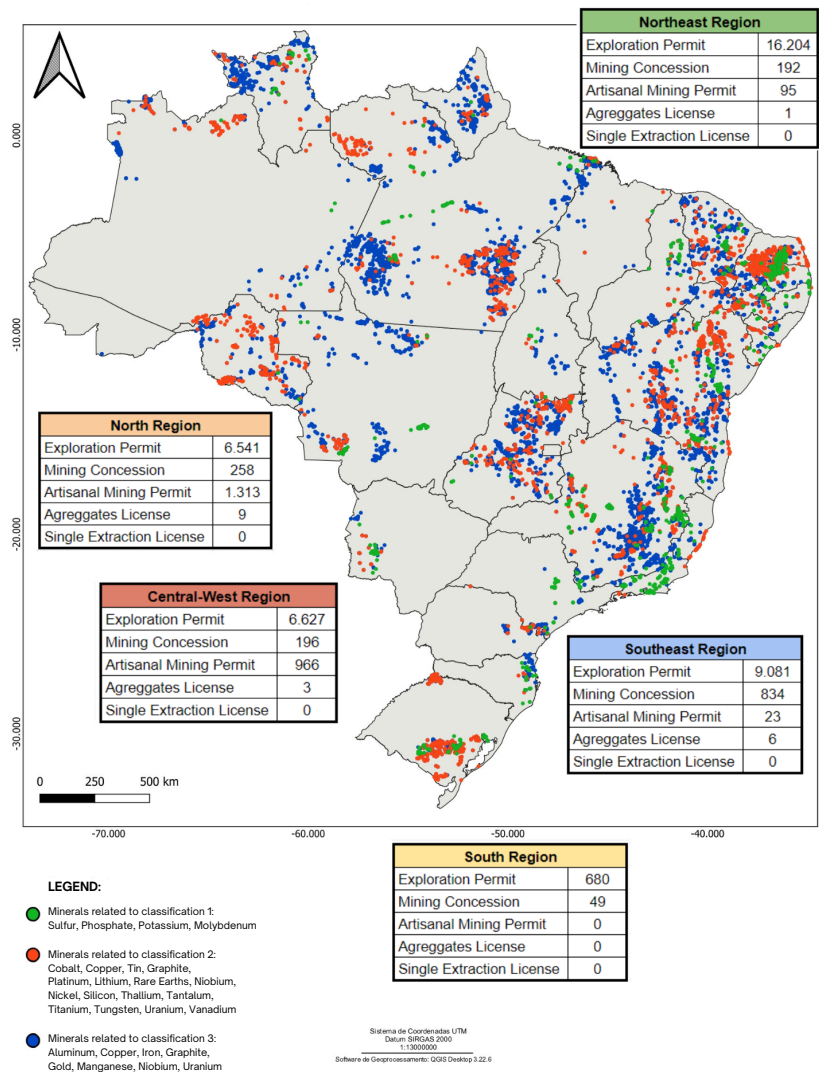 Northeast Region
Exploration Permit 16.204
Mining Concession 192
Artisanal Mining Permit 95
Agreggates License 1
Single Extraction License 0
0.000
-10.000
-20.000
-30.000
North Region
Exploration Permit 6.541
Mining Concession 258
Artisanal Mining Permit 1.313
Agreggates License 9
Single Extraction License 0
Central-West Region
Exploration Permit 6.627
Mining Concession 196
Artisanal Mining Permit 966
Agreggates License 3
Single Extraction License 0
Southeast Region
Exploration Permit 9.081
Mining Concession 834
Artisanal Mining Permit 23
Agreggates License 6
Single Extraction License 0
0 250 500 km
-70.000 -60.000 -50.000 -40.000
South Region
Exploration Permit 680
Mining Concession 49
Artisanal Mining Permit 0
Agreggates License 0
Single Extraction License 0
LEGEND:
Minerals related to classification 1:
Sulfur, Phosphate, Potassium, Molybdenum
Minerals related to classification 2:
Cobalt, Copper, Tin, Graphite,
Platinum, Lithium, Rare Earths, Niobium,
Nickel, Silicon, Thallium, Tantalum,
Titanium, Tungsten, Uranium, Vanadium
Minerals related to classification 3:
Aluminum, Copper, Iron, Graphite,
Gold, Manganese, Niobium, Uranium
Sistema de Coordenadas UTM
Datum SIRGAS 2000
1:13000000
Software de Geoprocessamento: QGIS Desktop 3.22.6